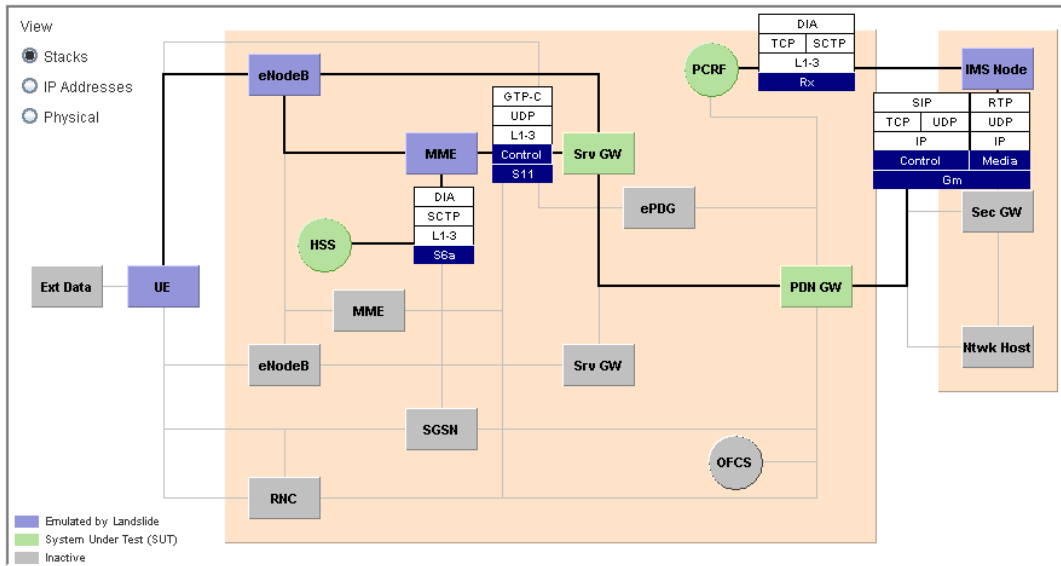 View
Stacks
IP Addresses
Physical
DIA
TCP SCTP
L1-3
Rx
PCRF
IMS Node
eNodeB
GTP-C
UDP
L1-3
Control
S11
SIP RTP
TCP UDP UDP
IP IP
Control Media
Gm
MME
Srv GW
DIA
SCTP
L1-3
S6a
ePDG
Sec GW
HSS
Ext Data
UE
PDN GW
MME
eNodeB
Srv GW
Ntwk Host
SGSN
OFCS
RNC
Emulated by Landslide
System Under Test (SUT)
Inactive